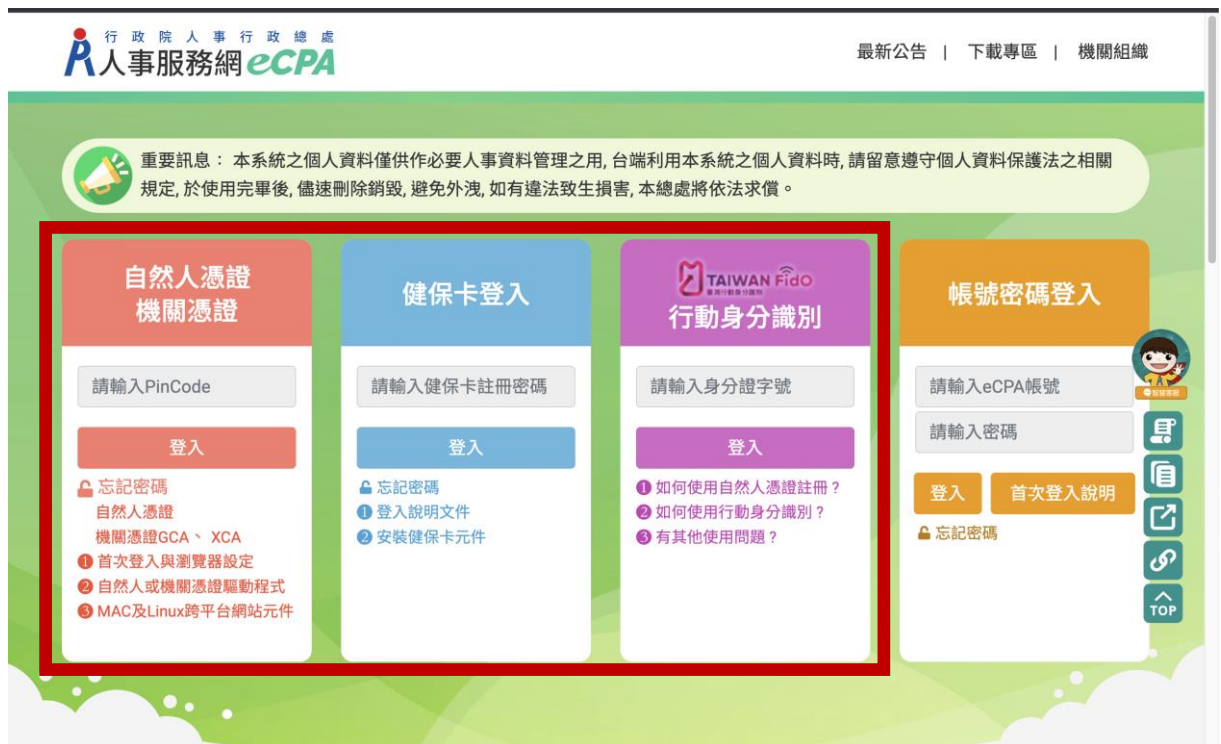 行政院人事行政總處
人事服務網 eCPA
最新公告 | 下載專區 | 機關組織
重要訊息： 本系統之個人資料僅供作必要人事資料管理之用, 台端利用本系統之個人資料時, 請留意遵守個人資料保護法之相關
規定, 於使用完畢後, 儘速刪除銷毀, 避免外洩, 如有違法致生損害, 本總處將依法求償。
自然人憑證
機關憑證
請輸入PinCode
登入
忘記密碼
自然人憑證
機關憑證GCA、 XCA
❶ 首次登入與瀏覽器設定
❷ 自然人或機關憑證驅動程式
❸ MAC及Linux跨平台網站元件
健保卡登入
請輸入健保卡註冊密碼
登入
忘記密碼
❶ 登入說明文件
❷ 安裝健保卡元件
TAIWAN FidO
行動身分識別
請輸入身分證字號
登入
❶ 如何使用自然人憑證註冊？
❷ 如何使用行動身分識別？
❸ 有其他使用問題？
帳號密碼登入
請輸入eCPA帳號
請輸入密碼
登入
首次登入說明
忘記密碼
TOP